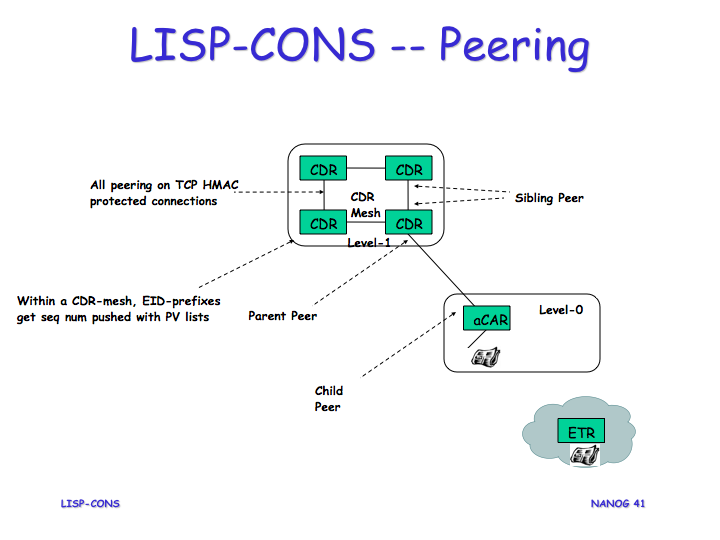 LISP-CONS -- Peering
CDR
CDR
All peering on TCP HMAC
protected connections
CDR
Mesh
Sibling Peer
CDR
CDR
Level-1
Within a CDR-mesh, EID-prefixes
get seq num pushed with PV lists
Parent Peer
aCAR
Level-0
Child
Peer
ETR
LISP-CONS
NANOG 41